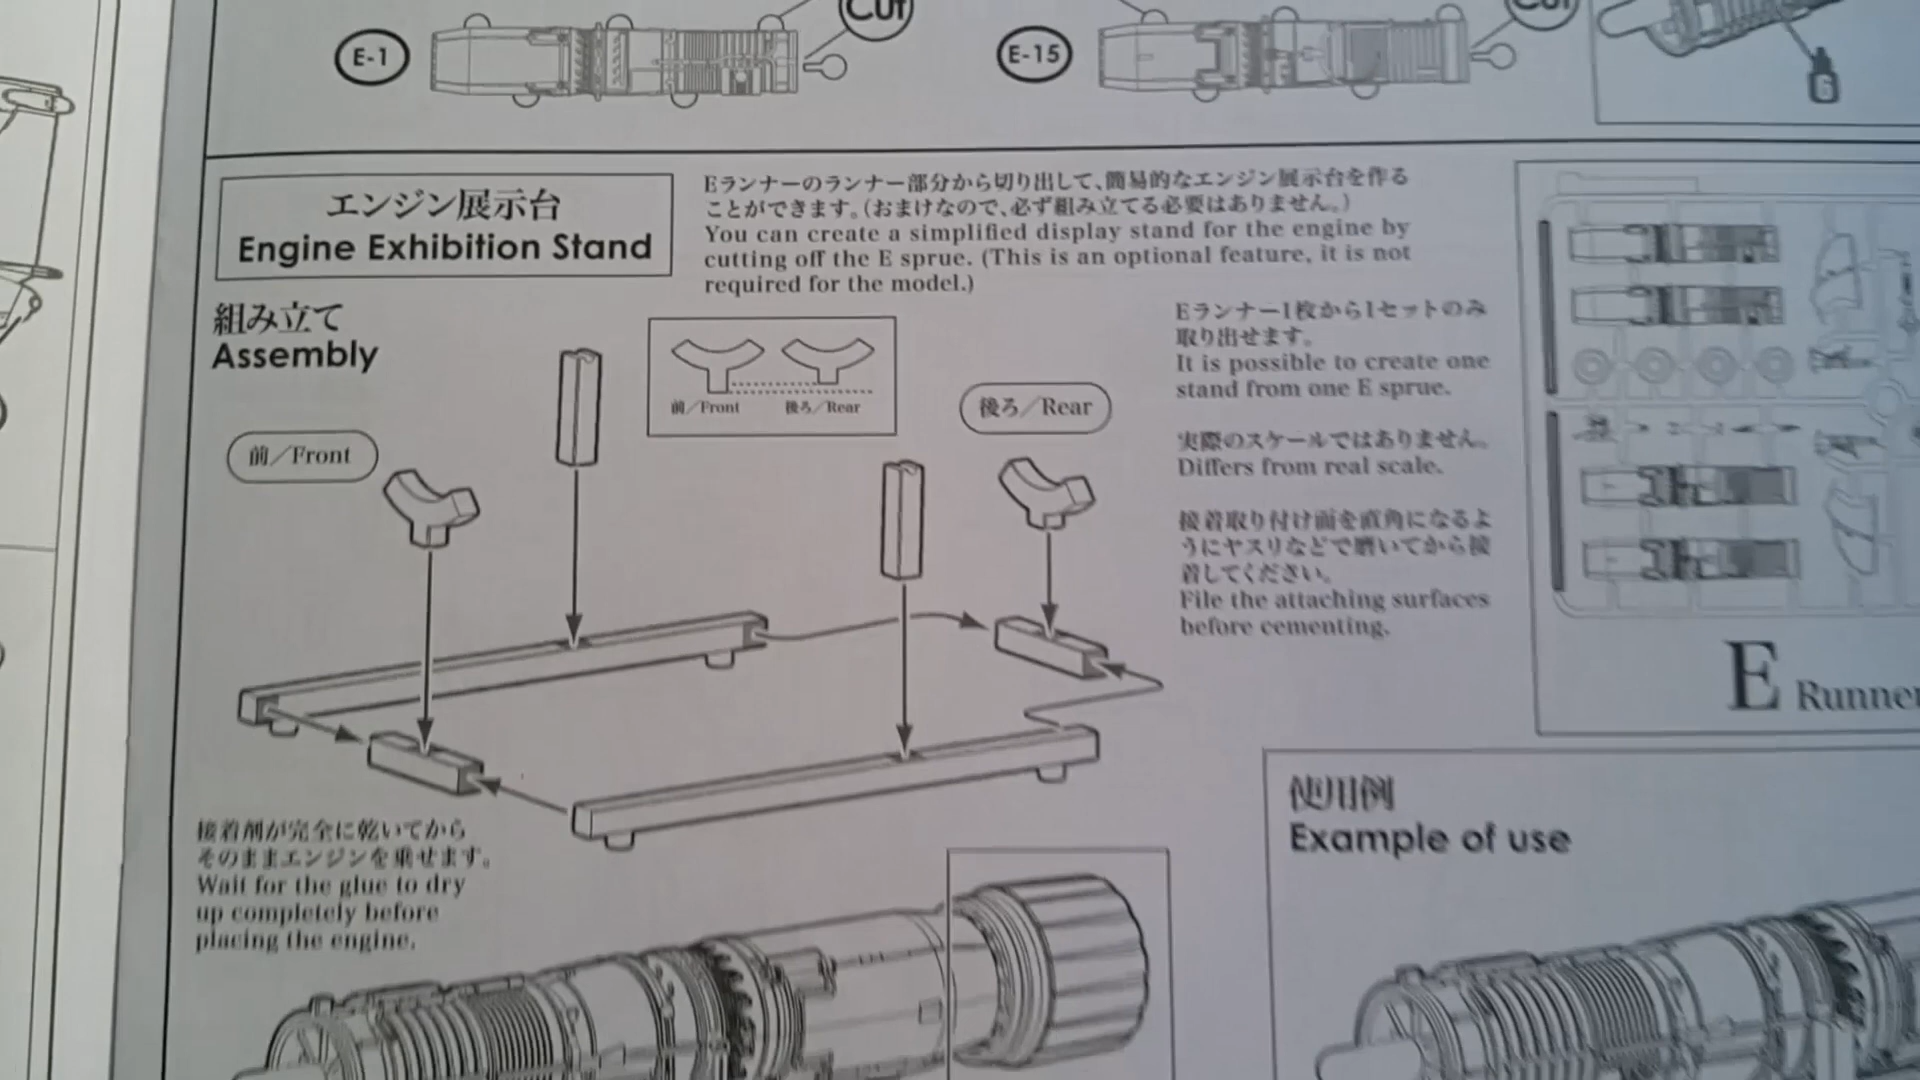 Cut
E-1
E-15
エンジン展示台
Engine Exhibition Stand
Eランナーのランナー部分から切り出して、簡易的なエンジン展示台を作る
ことができます。(おまけなので、必ず組み立てる必要はありません。)
You can create a simplified display stand for the engine by
cutting off the E sprue. (This is an optional feature, it is not
required for the model.)
組み立て
Assembly
前/Front
後ろ/Rear
前/Front
後ろ/Rear
Eランナー1枚から1セットのみ
取り出せます。
It is possible to create one
stand from one E sprue.
実際のスケールではありません。
Differs from real scale.
接着取り付け面を直角になるよ
うにヤスリなどで磨いてから接
着してください。
File the attaching surfaces
before cementing.
E Runner
接着剤が完全に乾いてから
そのままエンジンを乗せます。
Wait for the glue to dry
up completely before
placing the engine.
使用例
Example of use